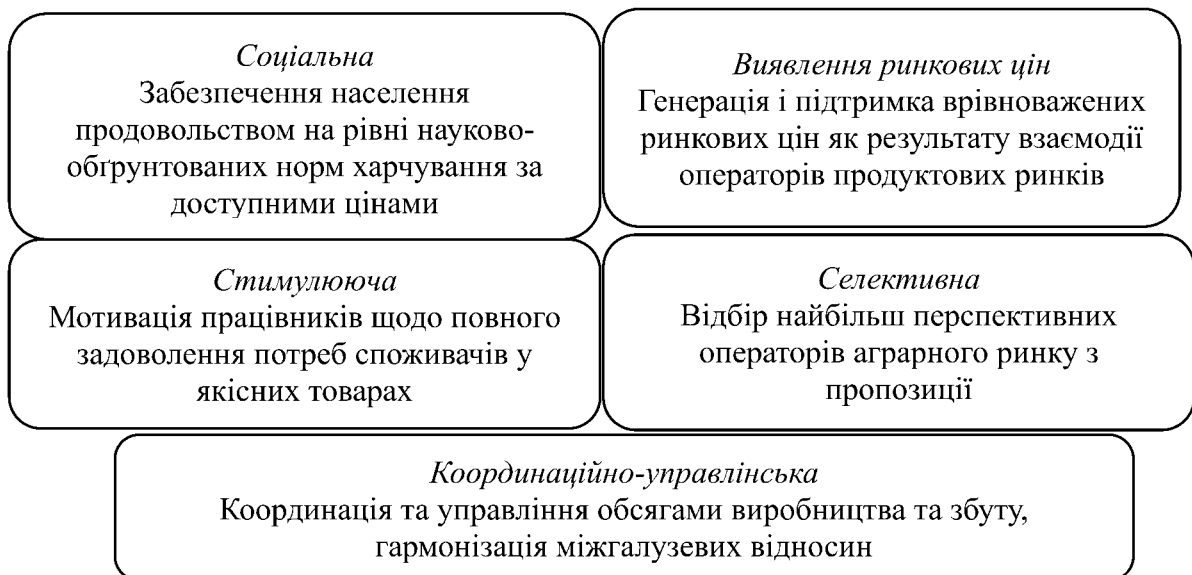 Соціальна
Забезпечення населення
продовольством на рівні науково-
обґрунтованих норм харчування за
доступними цінами
Виявлення ринкових цін
Генерація і підтримка врівноважених
ринкових цін як результату взаємодії
операторів продуктових ринків
Стимулююча
Мотивація працівників щодо повного
задоволення потреб споживачів у
якісних товарах
Селективна
Відбір найбільш перспективних
операторів аграрного ринку з
пропозиції
Координаційно-управлінська
Координація та управління обсягами виробництва та збуту,
гармонізація міжгалузевих відносин